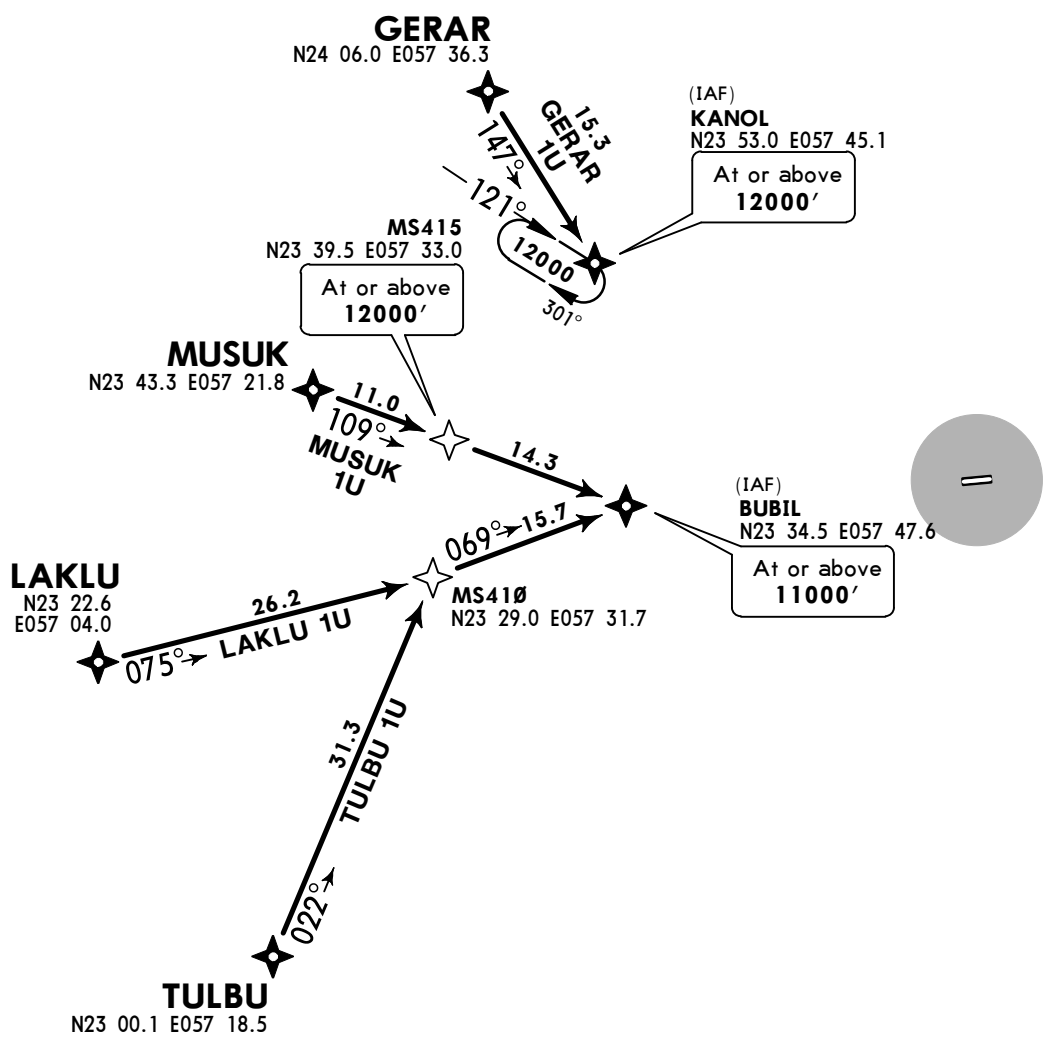 GERAR
N24 06.0 E057 36.3
15.3
GERAR
1U
147°
(IAF)
KANOL
N23 53.0 E057 45.1
At or above
12000′
121°
12000
301°
MS415
N23 39.5 E057 33.0
At or above
12000′
MUSUK
N23 43.3 E057 21.8
11.0
109°
MUSUK
1U
14.3
(IAF)
BUBIL
N23 34.5 E057 47.6
At or above
11000′
069°
15.7
LAKLU
N23 22.6
E057 04.0
26.2
075°
LAKLU 1U
MS41Ø
N23 29.0 E057 31.7
31.3
TULBU 1U
022°
TULBU
N23 00.1 E057 18.5